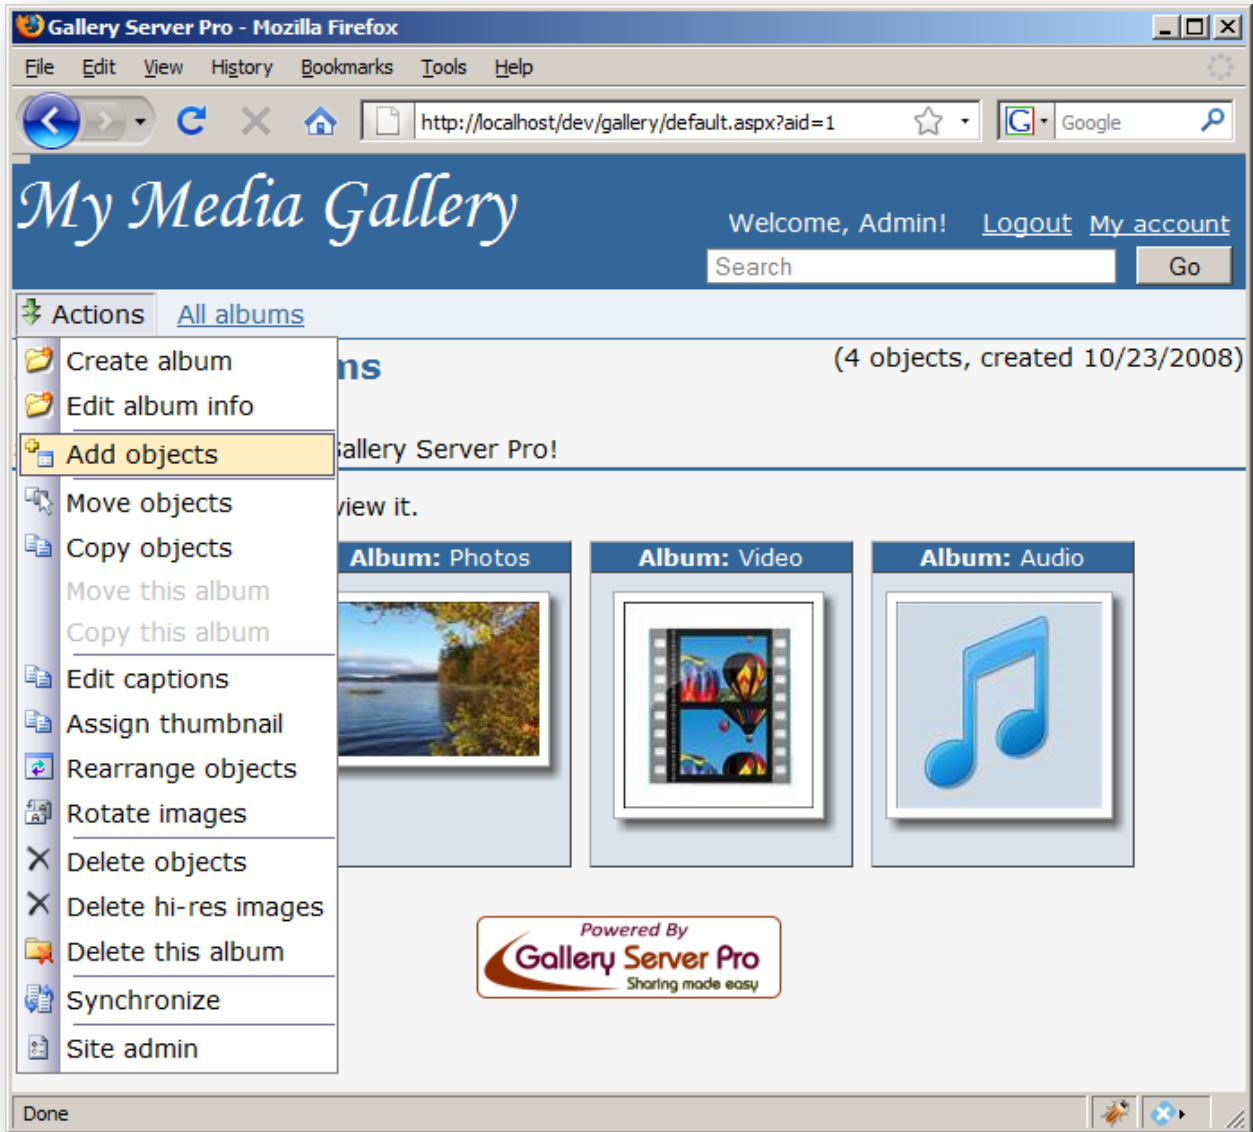 Gallery Server Pro - Mozilla Firefox
File Edit View History Bookmarks Tools Help
http://localhost/dev/gallery/default.aspx?aid=1
G Google
My Media Gallery
Welcome, Admin! Logout My account
Search Go
Actions All albums
Create album
ms (4 objects, created 10/23/2008)
Edit album info
Add objects
Gallery Server Pro!
Move objects
view it.
Copy objects
Album: Photos Album: Video Album: Audio
Move this album
Copy this album
Edit captions
Assign thumbnail
Rearrange objects
Rotate images
Delete objects
Delete hi-res images
Delete this album
Powered By
Gallery Server Pro
Sharing made easy
Synchronize
Site admin
Done